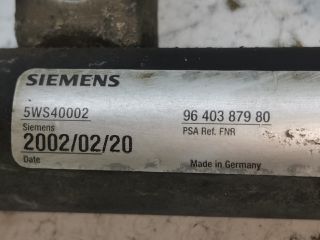 SIEMENS
5WS40002
Siemens
2002/02/20
Date
96 403 879 80
PSA Ref. FNR
Made in Germany